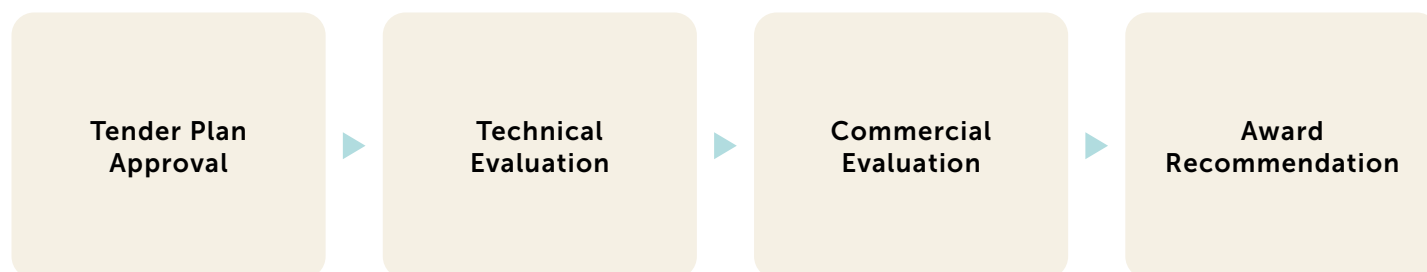 Tender Plan
Approval
Technical
Evaluation
Commercial
Evaluation
Award
Recommendation